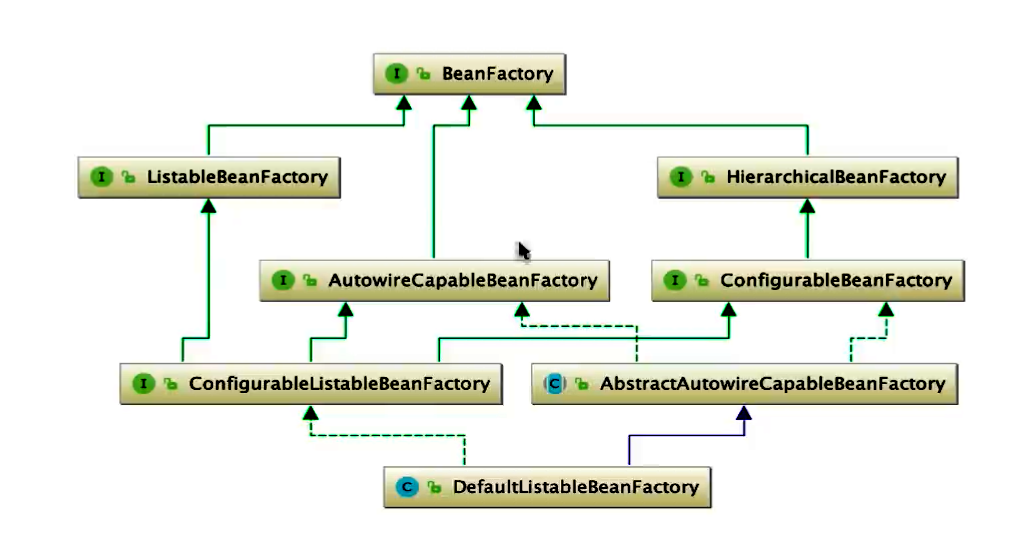 I BeanFactory
I ListableBeanFactory
I HierarchicalBeanFactory
I AutowireCapableBeanFactory
I ConfigurableBeanFactory
I ConfigurableListableBeanFactory
C AbstractAutowireCapableBeanFactory
C DefaultListableBeanFactory